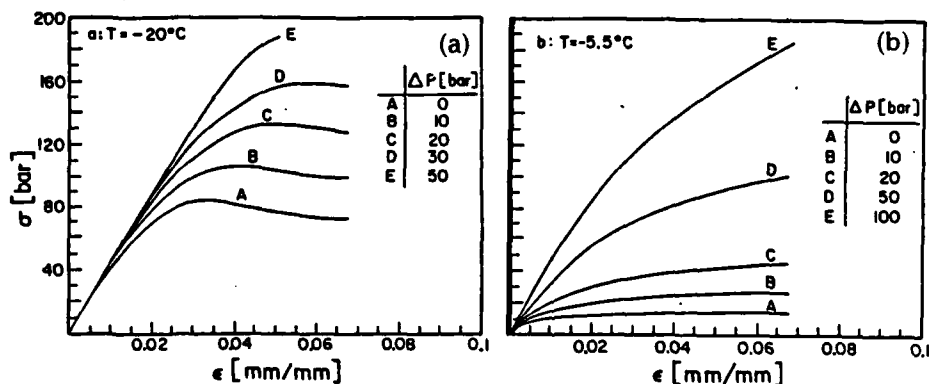 200
160
120
80
40
σ [bar]
a: T = -20°C
(a)
E
D
C
B
A
ΔP [bar]
A 0
B 10
C 20
D 30
E 50
0.02 0.04 0.06 0.08 0.1
ε [mm/mm]
b: T=-5.5°C
(b)
E
D
C
B
A
ΔP [bar]
A 0
B 10
C 20
D 50
E 100
0.02 0.04 0.06 0.08 0.1
ε [mm/mm]